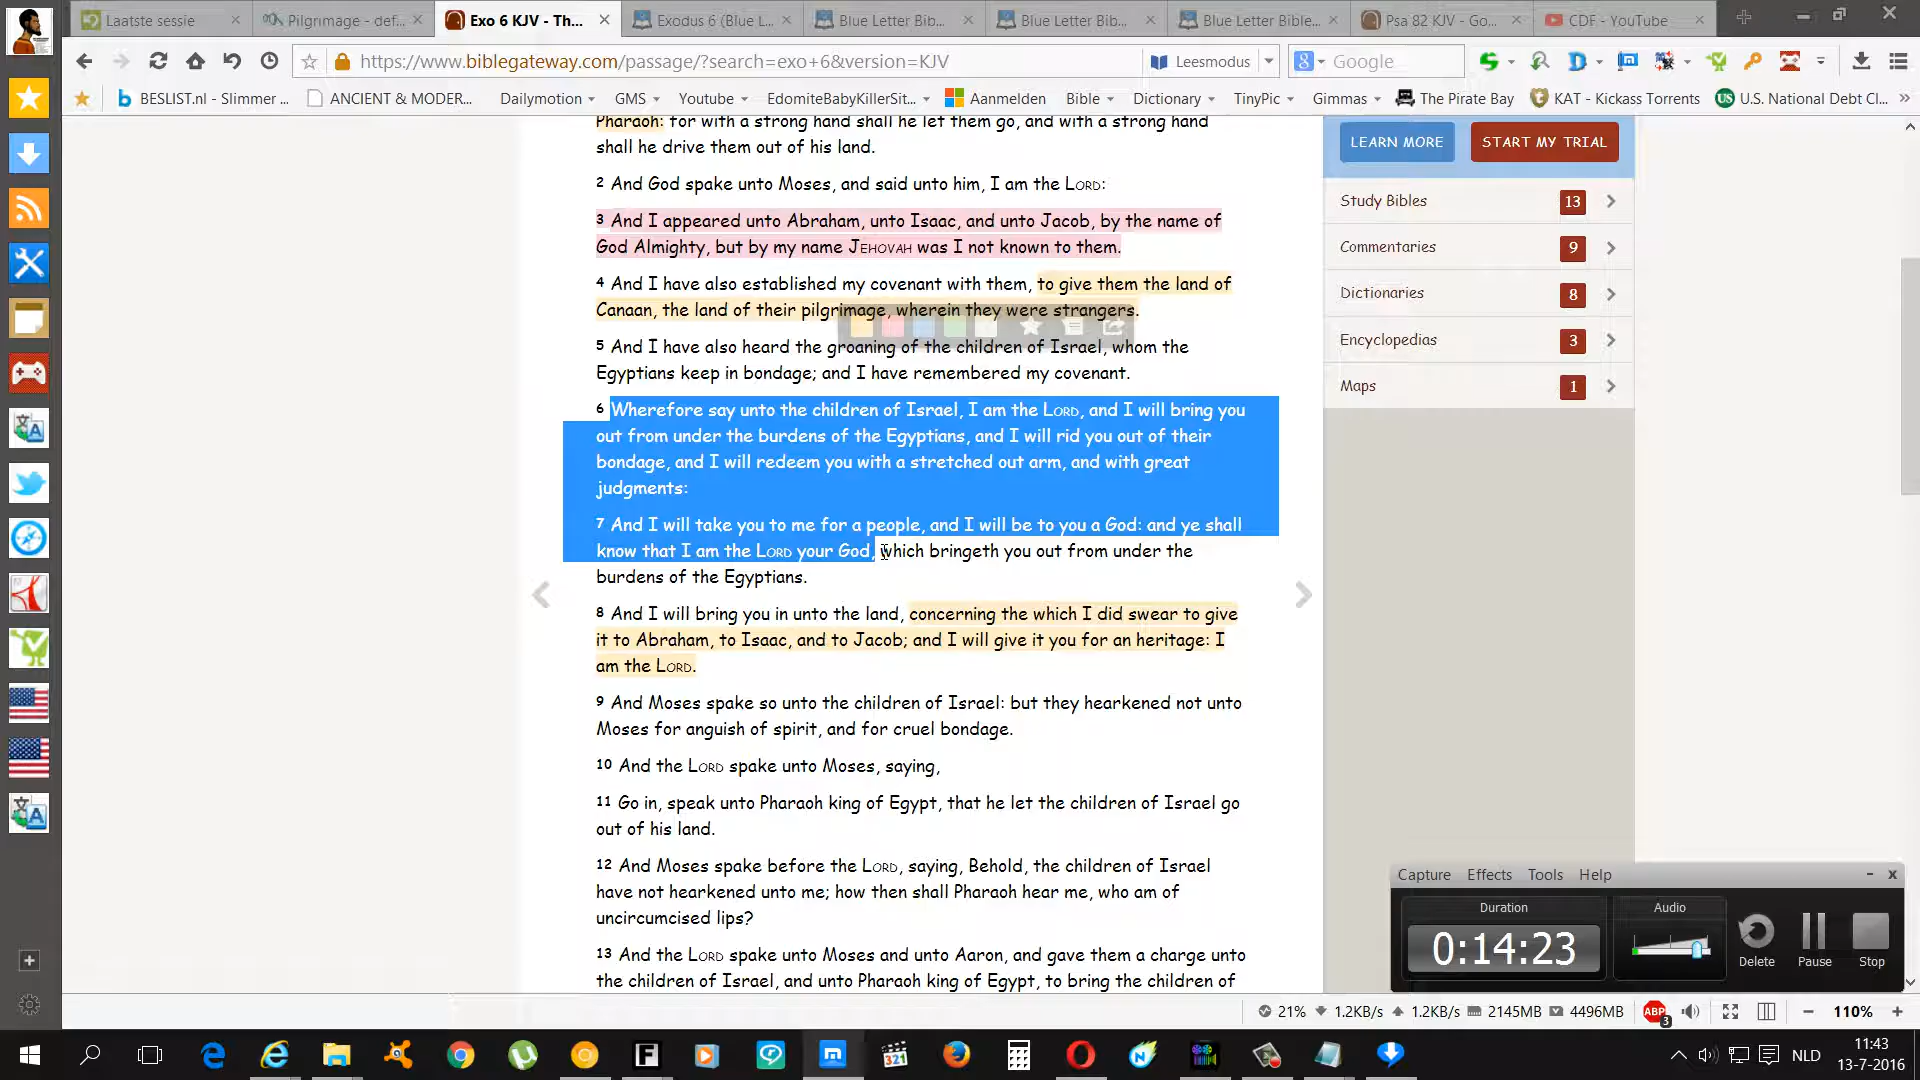 Laatste sessie
Pilgrimage - def...
Exo 6 KJV - Th...
Exodus 6 (Blue L...
Blue Letter Bib...
Blue Letter Bib...
Blue Letter Bible...
Psa 82 KJV - Go...
CDF - YouTube
https://www.biblegateway.com/passage/?search=exo+6&version=KJV
Leesmodus
Google
BESLIST.nl - Slimmer ...
ANCIENT & MODER...
Dailymotion
GMS
Youtube
EdomiteBabyKillerSit...
Aanmelden
Bible
Dictionary
TinyPic
Gimmas
The Pirate Bay
KAT - Kickass Torrents
U.S. National Debt Cl...
Pharaoh: for with a strong hand shall he let them go, and with a strong hand
shall he drive them out of his land.
2 And God spake unto Moses, and said unto him, I am the LORD:
3 And I appeared unto Abraham, unto Isaac, and unto Jacob, by the name of
God Almighty, but by my name JEHOVAH was I not known to them.
4 And I have also established my covenant with them, to give them the land of
Canaan, the land of their pilgrimage, wherein they were strangers.
5 And I have also heard the groaning of the children of Israel, whom the
Egyptians keep in bondage; and I have remembered my covenant.
6 Wherefore say unto the children of Israel, I am the LORD, and I will bring you
out from under the burdens of the Egyptians, and I will rid you out of their
bondage, and I will redeem you with a stretched out arm, and with great
judgments:
7 And I will take you to me for a people, and I will be to you a God: and ye shall
know that I am the LORD your God, which bringeth you out from under the
burdens of the Egyptians.
8 And I will bring you in unto the land, concerning the which I did swear to give
it to Abraham, to Isaac, and to Jacob; and I will give it you for an heritage: I
am the LORD.
9 And Moses spake so unto the children of Israel: but they hearkened not unto
Moses for anguish of spirit, and for cruel bondage.
10 And the LORD spake unto Moses, saying,
11 Go in, speak unto Pharaoh king of Egypt, that he let the children of Israel go
out of his land.
12 And Moses spake before the LORD, saying, Behold, the children of Israel
have not hearkened unto me; how then shall Pharaoh hear me, who am of
uncircumcised lips?
13 And the LORD spake unto Moses and unto Aaron, and gave them a charge unto
the children of Israel, and unto Pharaoh king of Egypt, to bring the children of
LEARN MORE
START MY TRIAL
Study Bibles 13
Commentaries 9
Dictionaries 8
Encyclopedias 3
Maps 1
Capture Effects Tools Help
Duration
0:14:23
Audio
Delete
Pause
Stop
21% 1.2KB/s 1.2KB/s 2145MB 4496MB ABP 3 110%
321
NLD
11:43
13-7-2016